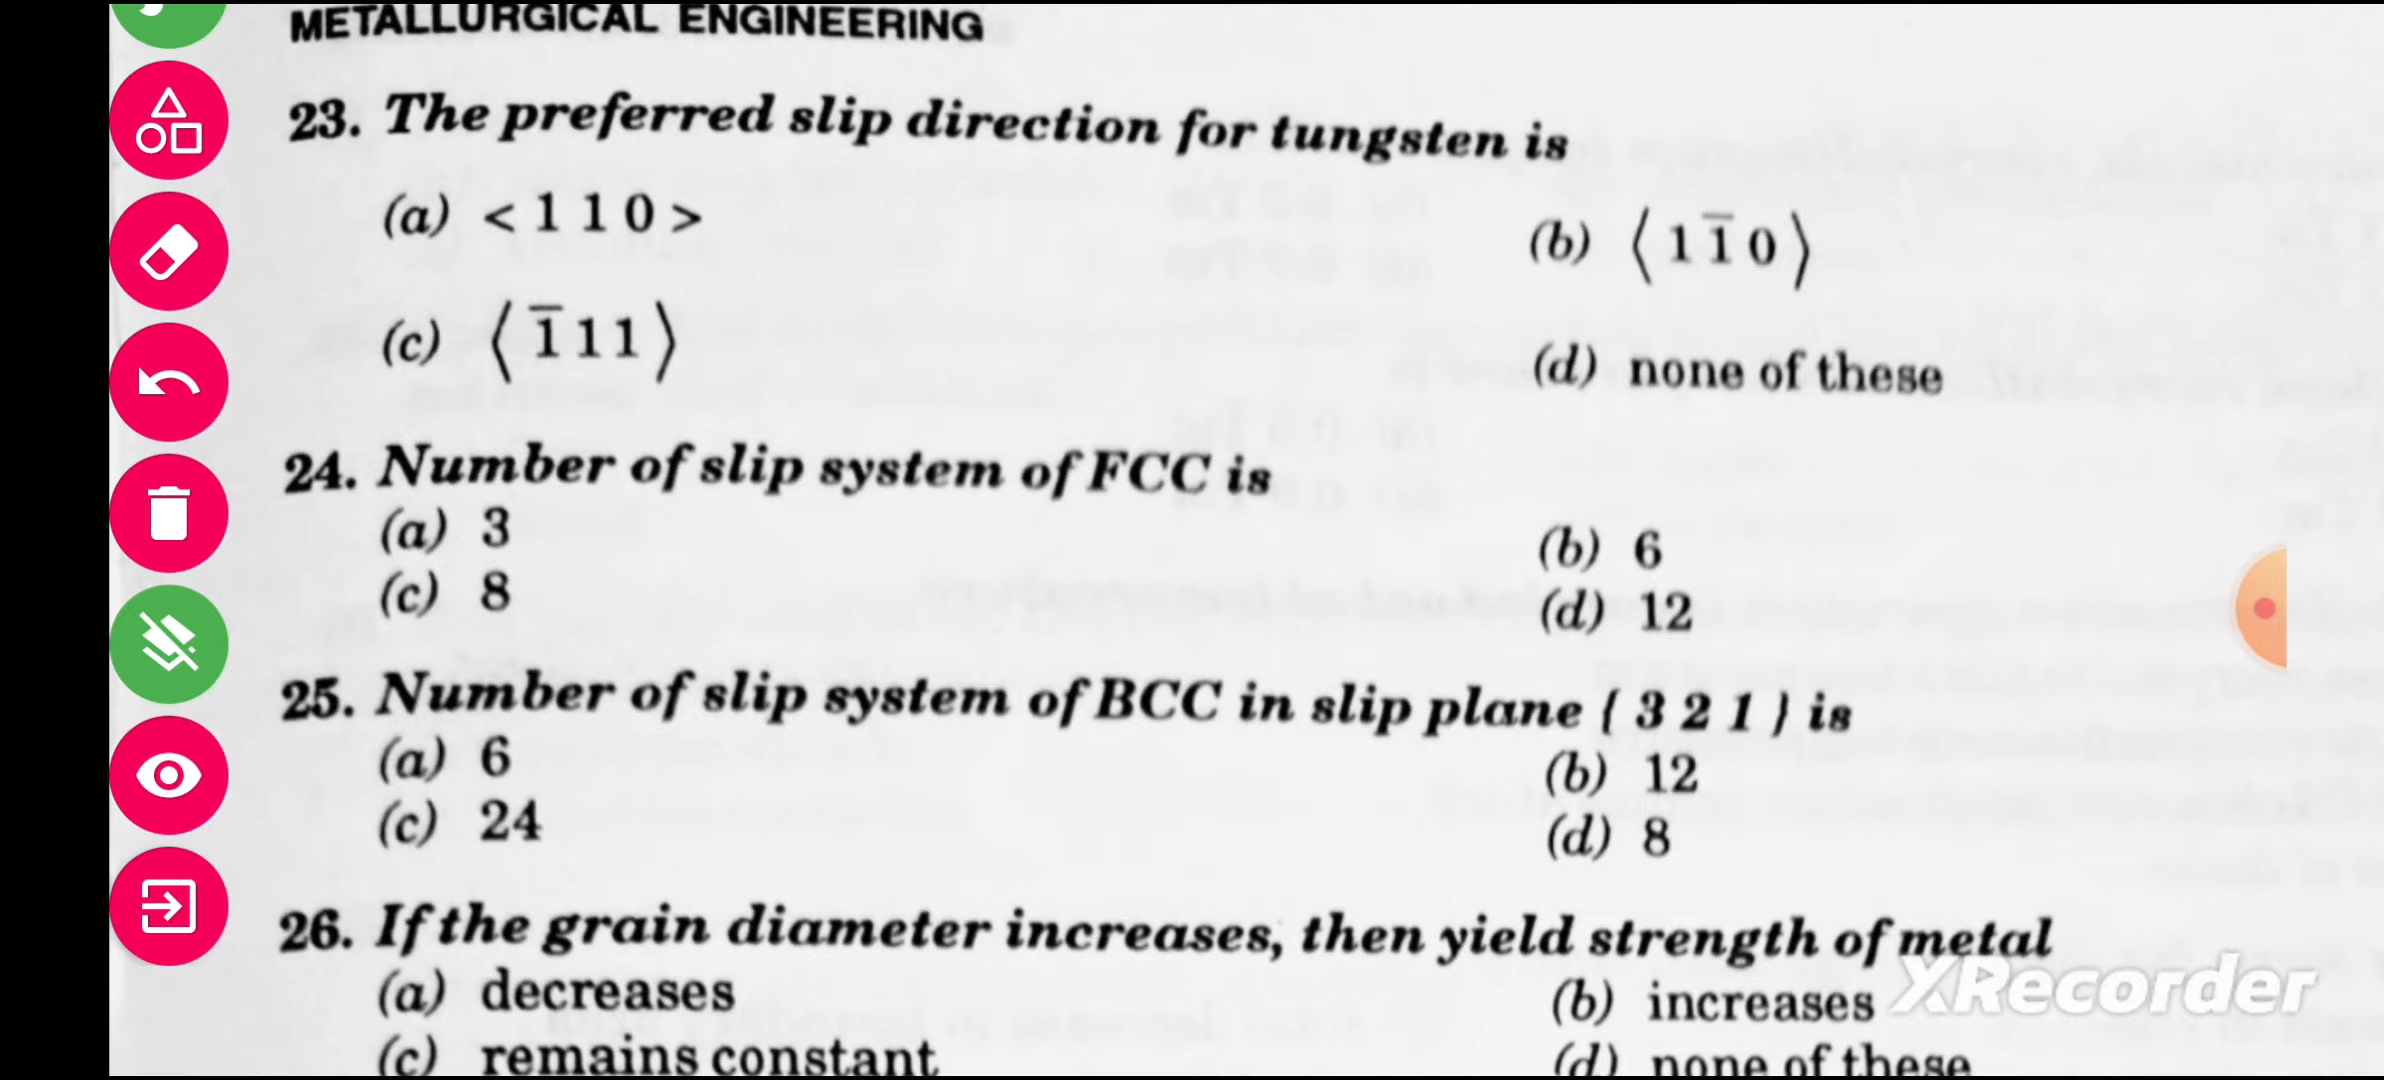 METALLURGICAL ENGINEERING
23. The preferred slip direction for tungsten is
(a) < 1 1 0 >
(b) ⟨ 1 1̅ 0 ⟩
(c) ⟨ 1̅ 1 1 ⟩
(d) none of these
24. Number of slip system of FCC is
(a) 3
(b) 6
(c) 8
(d) 12
25. Number of slip system of BCC in slip plane { 3 2 1 } is
(a) 6
(b) 12
(c) 24
(d) 8
26. If the grain diameter increases, then yield strength of metal
(a) decreases
(b) increases
XRecorder
(c) remains constant
(d) none of these